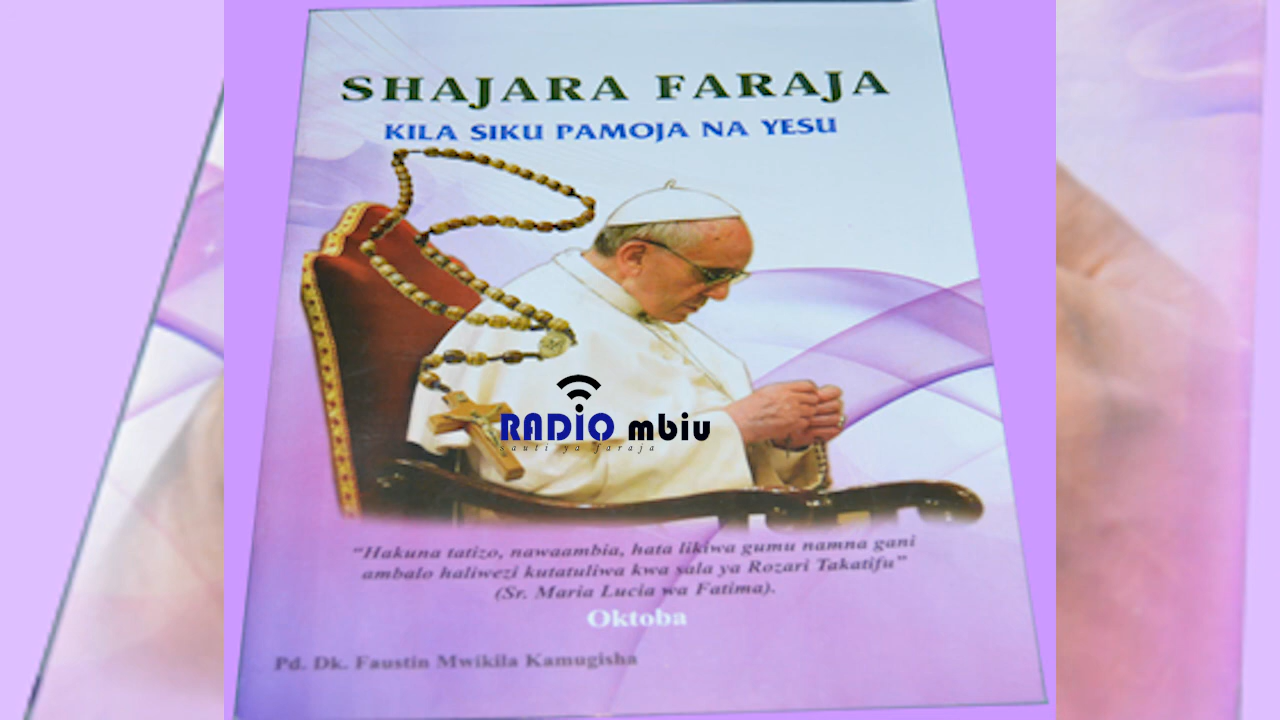 SHAJARA FARAJA
KILA SIKU PAMOJA NA YESU
RADIO mbiu
sauti ya faraja
“Hakuna tatizo, nawaambia, hata likiwa gumu namna gani
ambalo haliwezi kutatuliwa kwa sala ya Rozari Takatifu”
(Sr. Maria Lucia wa Fatima).
Oktoba
Pd. Dk. Faustin Mwikila Kamugisha